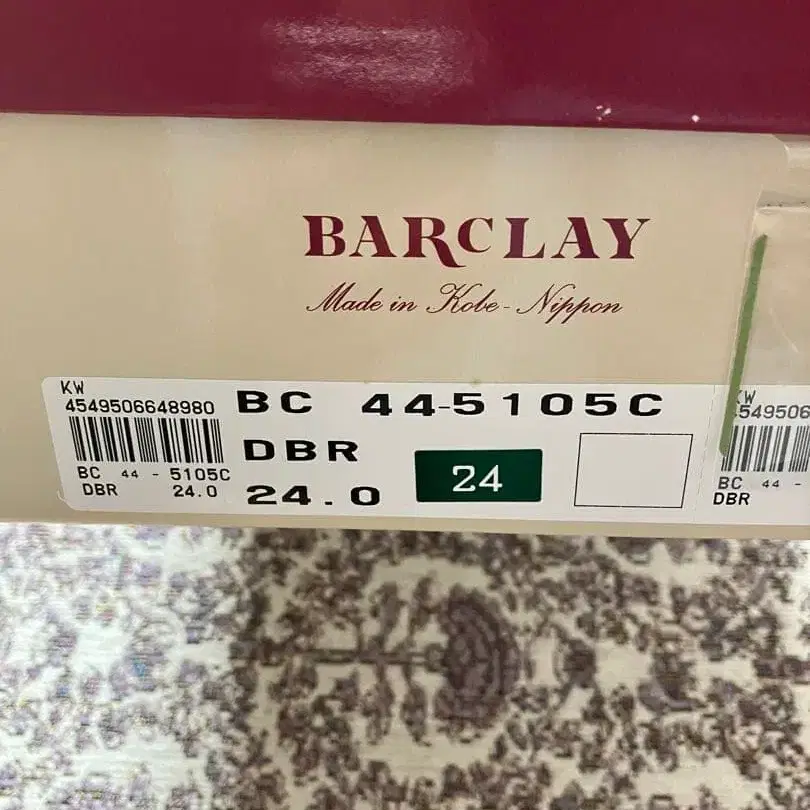 BARCLAY
Made in Kobe - Nippon
KW
4549506648980
BC 44 - 5105C
DBR 24.0
BC 44-5105C
DBR
24.0
24
KW
549506
BC 44 -
DBR